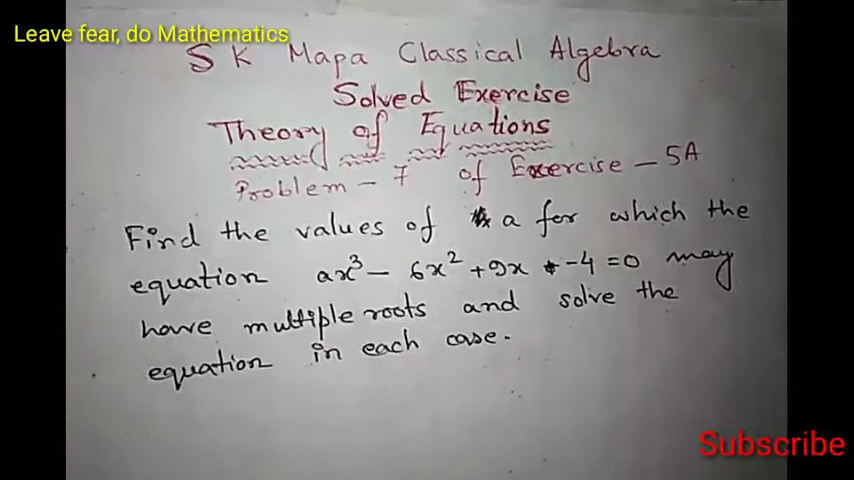 Leave fear, do Mathematics
S K Mapa Classical Algebra
Solved Exercise
Theory of Equations
Problem - 7 of Exercise - 5A
Find the values of a for which the
equation ax³ - 6x² + 9x - 4 = 0 may
have multiple roots and solve the
equation in each case.
Subscribe